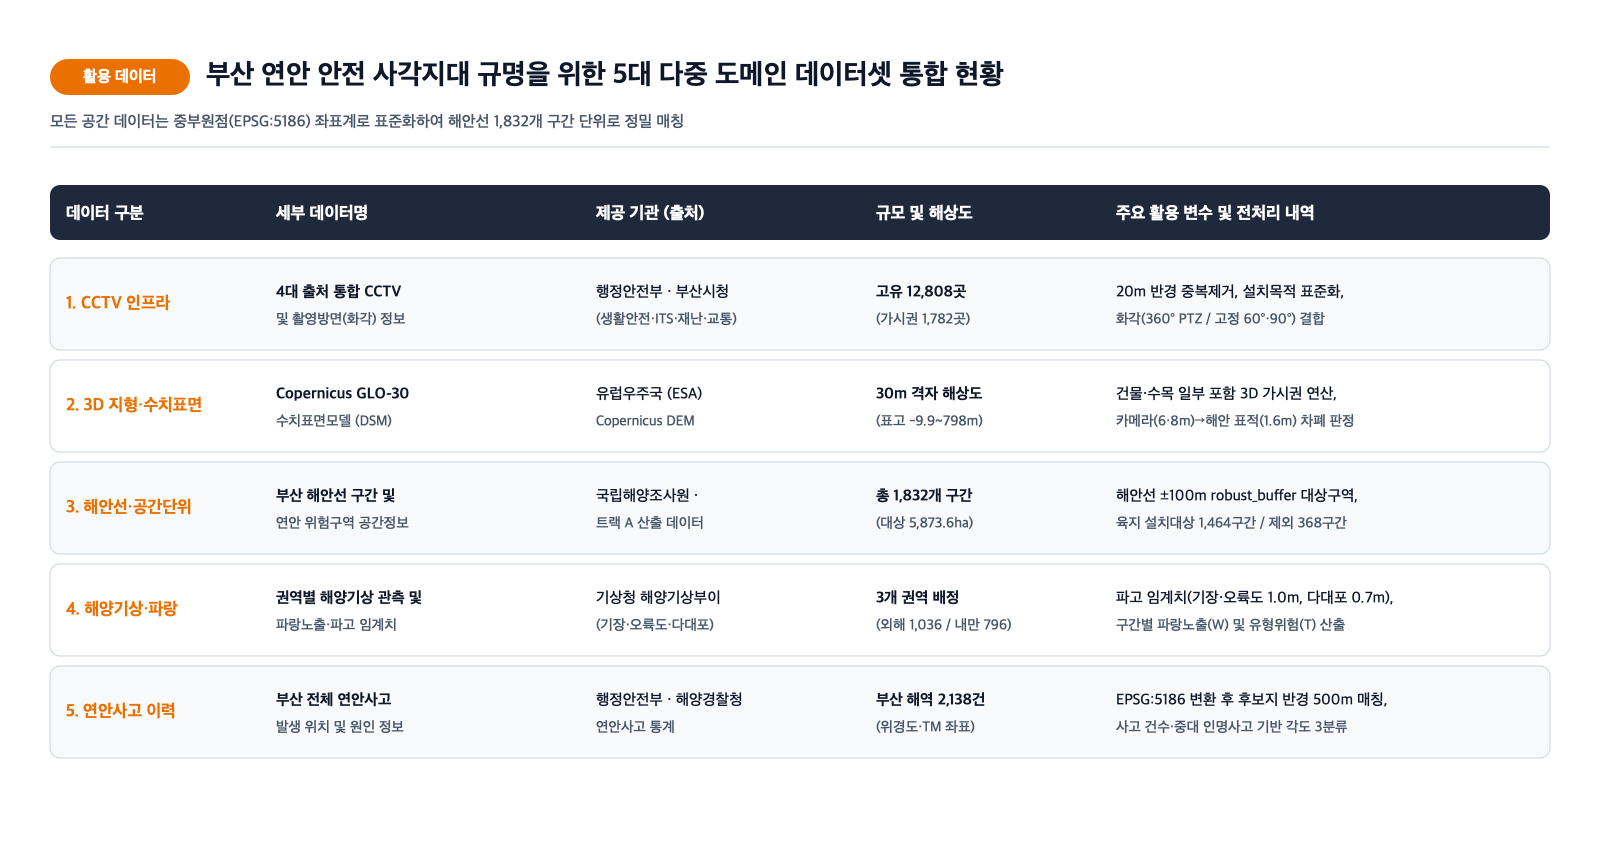 활용 데이터
부산 연안 안전 사각지대 규명을 위한 5대 다중 도메인 데이터셋 통합 현황
모든 공간 데이터는 중부원점(EPSG:5186) 좌표계로 표준화하여 해안선 1,832개 구간 단위로 정밀 매칭
데이터 구분 세부 데이터명 제공 기관 (출처) 규모 및 해상도 주요 활용 변수 및 전처리 내역
1. CCTV 인프라
4대 출처 통합 CCTV
및 촬영방면(화각) 정보
행정안전부 · 부산시청
(생활안전·ITS·재난·교통)
고유 12,808곳
(가시권 1,782곳)
20m 반경 중복제거, 설치목적 표준화,
화각(360° PTZ / 고정 60°·90°) 결합
2. 3D 지형·수치표면
Copernicus GLO-30
수치표면모델 (DSM)
유럽우주국 (ESA)
Copernicus DEM
30m 격자 해상도
(표고 -9.9~798m)
건물·수목 일부 포함 3D 가시권 연산,
카메라(6·8m)→해안 표적(1.6m) 차폐 판정
3. 해안선·공간단위
부산 해안선 구간 및
연안 위험구역 공간정보
국립해양조사원 ·
트랙 A 산출 데이터
총 1,832개 구간
(대상 5,873.6ha)
해안선 ±100m robust_buffer 대상구역,
육지 설치대상 1,464구간 / 제외 368구간
4. 해양기상·파랑
권역별 해양기상 관측 및
파랑노출·파고 임계치
기상청 해양기상부이
(기장·오륙도·다대포)
3개 권역 배정
(외해 1,036 / 내만 796)
파고 임계치(기장·오륙도 1.0m, 다대포 0.7m),
구간별 파랑노출(W) 및 유형위험(T) 산출
5. 연안사고 이력
부산 전체 연안사고
발생 위치 및 원인 정보
행정안전부 · 해양경찰청
연안사고 통계
부산 해역 2,138건
(위경도·TM 좌표)
EPSG:5186 변환 후 후보지 반경 500m 매칭,
사고 건수·중대 인명사고 기반 각도 3분류